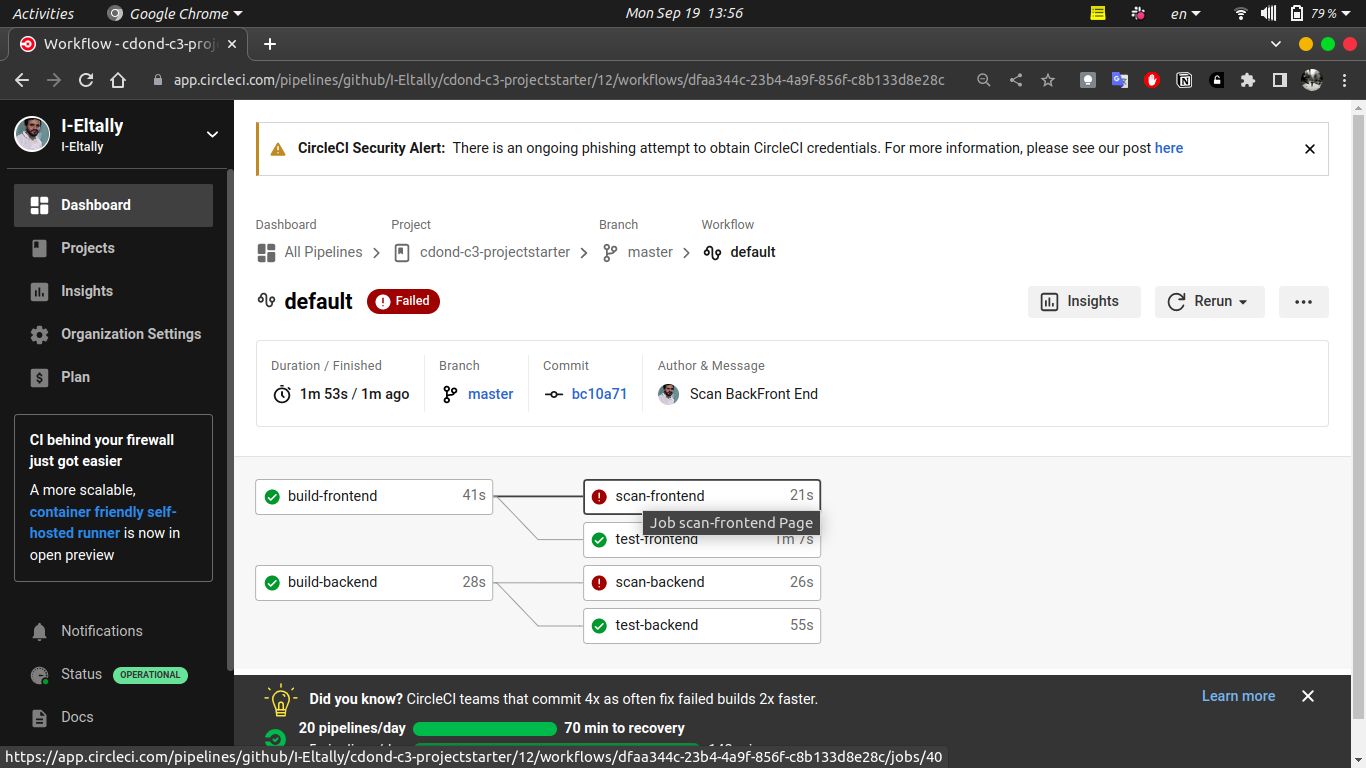 Activities
Google Chrome
Mon Sep 19 13:56
en
79 %
Workflow - cdond-c3-proj
app.circleci.com/pipelines/github/I-Eltally/cdond-c3-projectstarter/12/workflows/dfaa344c-23b4-4a9f-856f-c8b133d8e28c
I-Eltally
I-Eltally
Dashboard
Projects
Insights
Organization Settings
Plan
CI behind your firewall
just got easier
A more scalable,
container friendly self-
hosted runner is now in
open preview
Notifications
Status OPERATIONAL
Docs
CircleCI Security Alert: There is an ongoing phishing attempt to obtain CircleCI credentials. For more information, please see our post here
Dashboard Project Branch Workflow
All Pipelines cdond-c3-projectstarter master default
default Failed
Insights Rerun
Duration / Finished Branch Commit Author & Message
1m 53s / 1m ago master bc10a71 Scan BackFront End
build-frontend 41s scan-frontend 21s
Job scan-frontend Page
test-frontend 1m 7s
build-backend 28s scan-backend 26s
test-backend 55s
Did you know? CircleCI teams that commit 4x as often fix failed builds 2x faster.
Learn more
20 pipelines/day 70 min to recovery
https://app.circleci.com/pipelines/github/I-Eltally/cdond-c3-projectstarter/12/workflows/dfaa344c-23b4-4a9f-856f-c8b133d8e28c/jobs/40